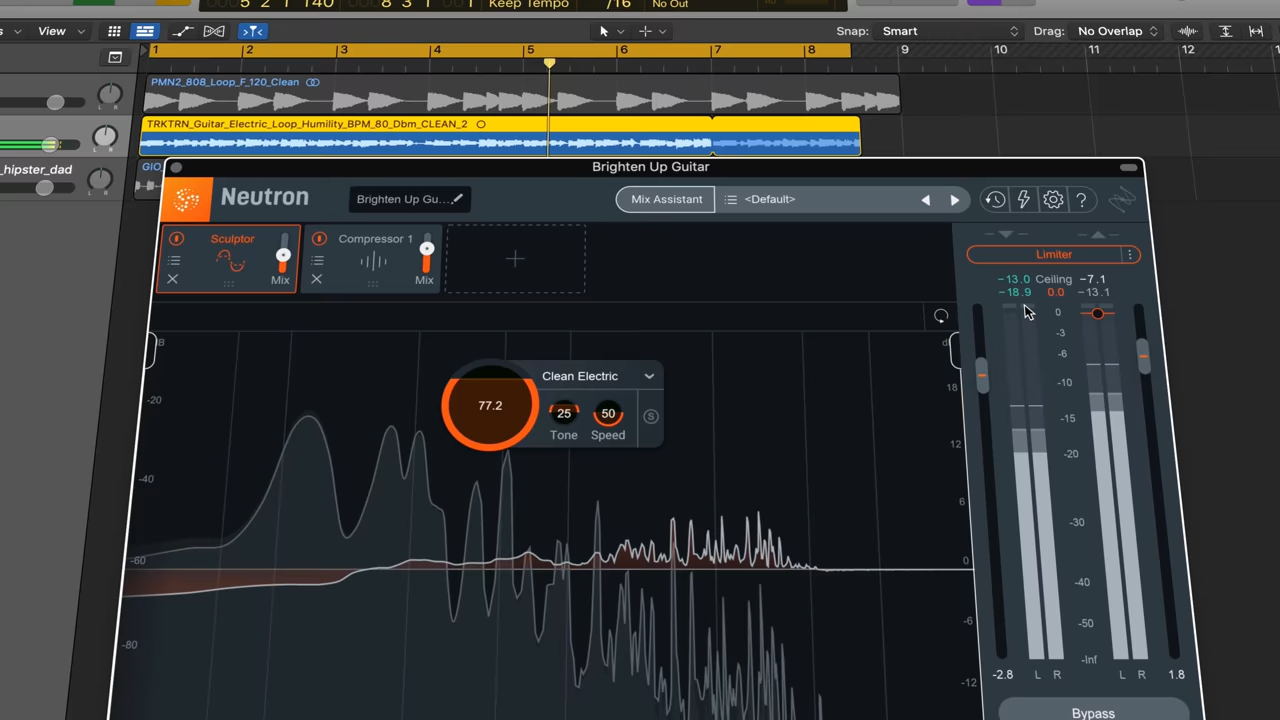 5 2 1 140 8 3 1 Keep Tempo /16 No Out
View Snap: Smart Drag: No Overlap
1 2 3 4 5 6 7 8 9 10 11 12
PMN2_808_Loop_F_120_Clean
L R
TRKTRN_Guitar_Electric_Loop_Humility_BPM_80_Dbm_CLEAN_2
L R
_hipster_dad
L R
GIO
Brighten Up Guitar
Neutron Brighten Up Gu... Mix Assistant <Default> ?
Sculptor Mix
Compressor 1 Mix
Limiter
-13.0 Ceiling -7.1
-18.9 0.0 -13.1
Clean Electric
77.2 25 50 S
Tone Speed
-20
-40
-60
-80
18
12
6
0
-6
-12
0
-3
-6
-10
-15
-20
-30
-40
-50
-Inf
-2.8 L R L R 1.8
Bypass